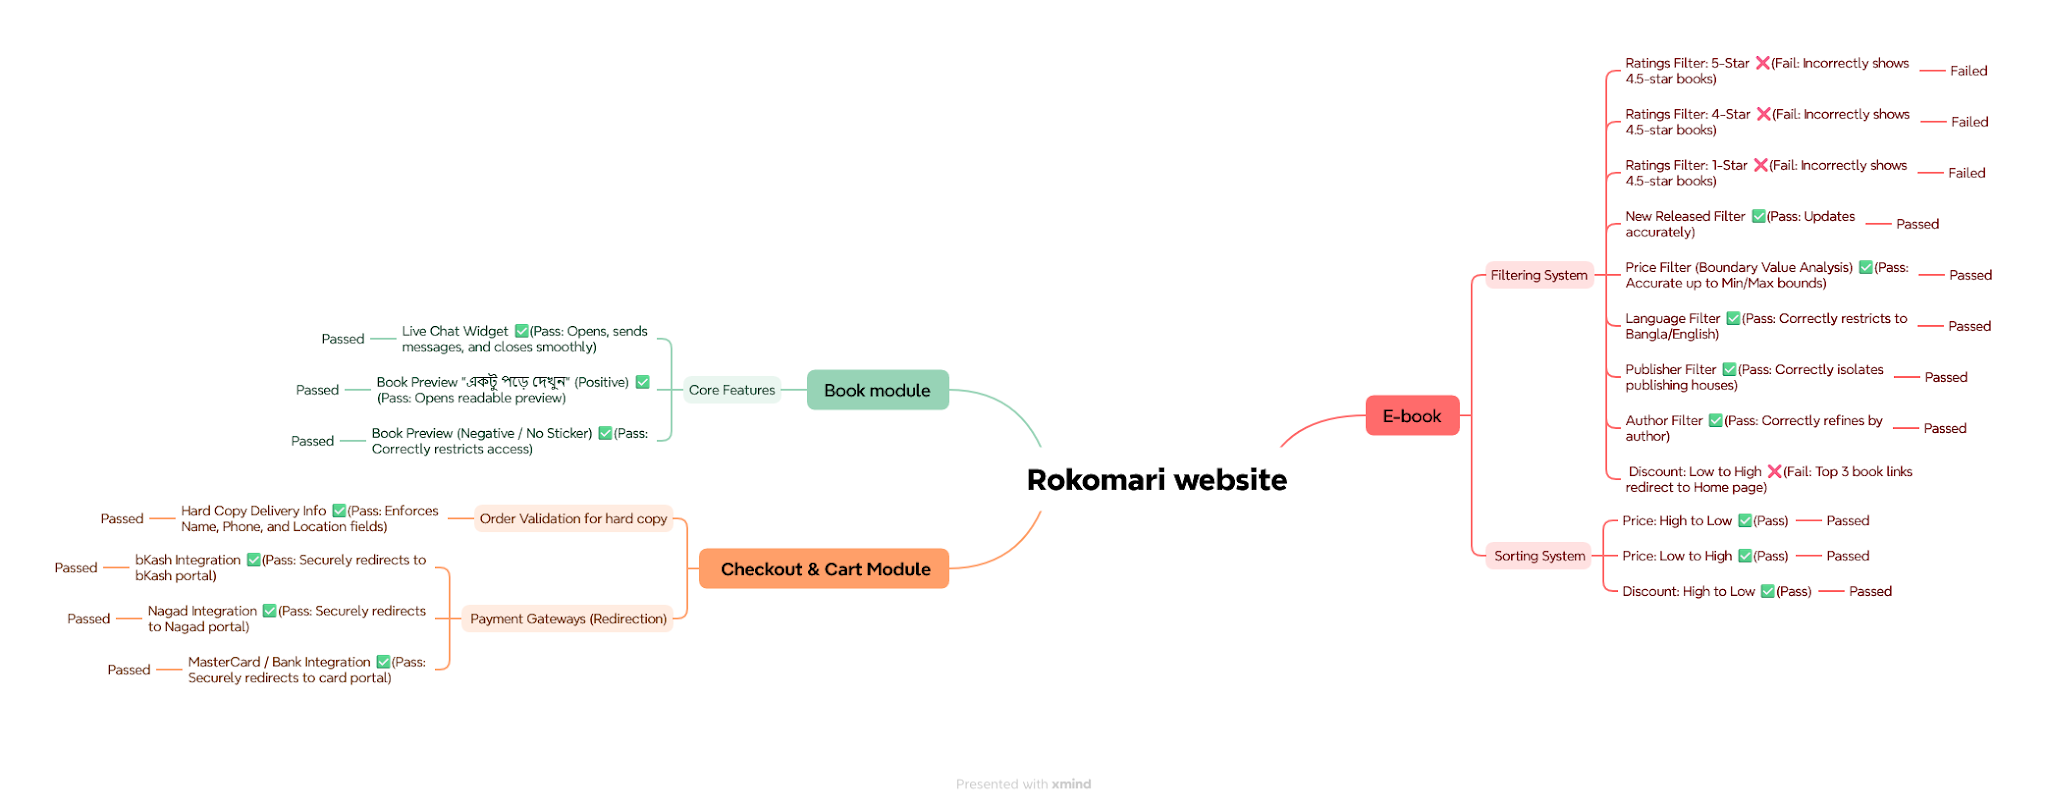 Rokomari website
Book module
Core Features
Live Chat Widget ✅(Pass: Opens, sends
messages, and closes smoothly)
Passed
Book Preview "একটু পড়ে দেখুন" (Positive) ✅
(Pass: Opens readable preview)
Passed
Book Preview (Negative / No Sticker) ✅(Pass:
Correctly restricts access)
Passed
Checkout & Cart Module
Order Validation for hard copy
Hard Copy Delivery Info ✅(Pass: Enforces
Name, Phone, and Location fields)
Passed
Payment Gateways (Redirection)
bKash Integration ✅(Pass: Securely redirects to
bKash portal)
Passed
Nagad Integration ✅(Pass: Securely redirects
to Nagad portal)
Passed
MasterCard / Bank Integration ✅(Pass:
Securely redirects to card portal)
Passed
E-book
Filtering System
Ratings Filter: 5-Star ❌(Fail: Incorrectly shows
4.5-star books)
Failed
Ratings Filter: 4-Star ❌(Fail: Incorrectly shows
4.5-star books)
Failed
Ratings Filter: 1-Star ❌(Fail: Incorrectly shows
4.5-star books)
Failed
New Released Filter ✅(Pass: Updates
accurately)
Passed
Price Filter (Boundary Value Analysis) ✅(Pass:
Accurate up to Min/Max bounds)
Passed
Language Filter ✅(Pass: Correctly restricts to
Bangla/English)
Passed
Publisher Filter ✅(Pass: Correctly isolates
publishing houses)
Passed
Author Filter ✅(Pass: Correctly refines by
author)
Passed
Discount: Low to High ❌(Fail: Top 3 book links
redirect to Home page)
Sorting System
Price: High to Low ✅(Pass)
Passed
Price: Low to High ✅(Pass)
Passed
Discount: High to Low ✅(Pass)
Passed
Presented with xmind